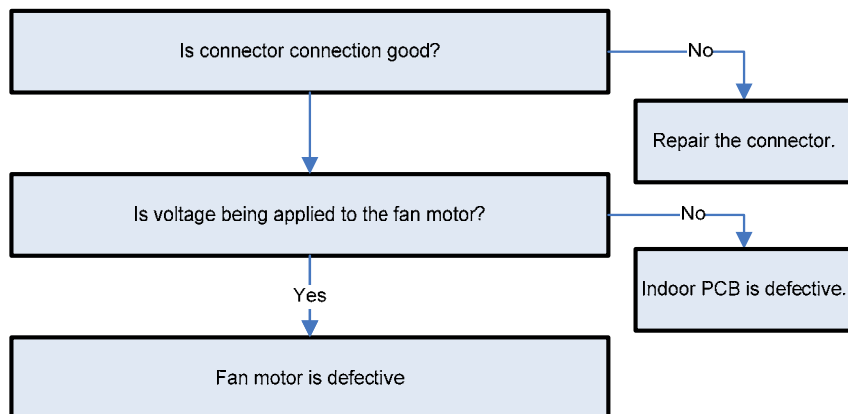 Is connector connection good?
No
Repair the connector.
Is voltage being applied to the fan motor?
No
Indoor PCB is defective.
Yes
Fan motor is defective